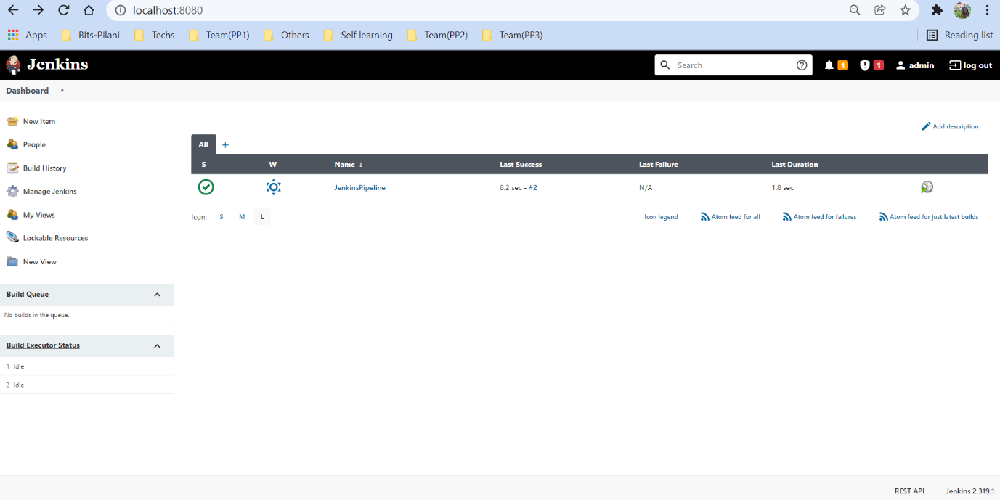 localhost:8080
Apps Bits-Pilani Techs Team(PP1) Others Self learning Team(PP2) Team(PP3) Reading list
Jenkins Search 1 1 admin log out
Dashboard
New Item
People
Build History
Manage Jenkins
My Views
Lockable Resources
New View
Build Queue
No builds in the queue.
Build Executor Status
1 Idle
2 Idle
Add description
All +
S W Name ↓ Last Success Last Failure Last Duration
JenkinsPipeline 8.2 sec - #2 N/A 1.8 sec
Icon: S M L Icon legend Atom feed for all Atom feed for failures Atom feed for just latest builds
REST API Jenkins 2.319.1